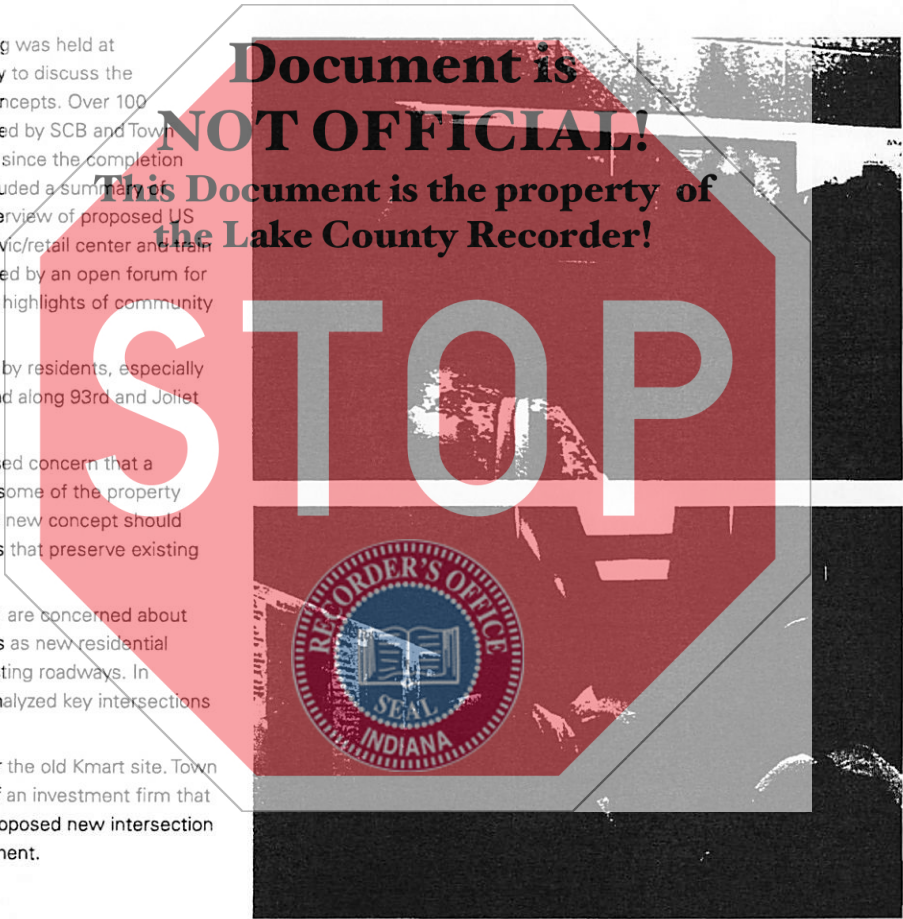 g was held at
y to discuss the
ncepts. Over 100
ed by SCB and Town
since the completion
uded a summary of
erview of proposed US
vic/retail center and train
ed by an open forum for
highlights of community
by residents, especially
d along 93rd and Joliet
sed concern that a
some of the property
new concept should
s that preserve existing
are concerned about
s as new residential
ting roadways. In
nalyzed key intersections
r the old Kmart site. Town
f an investment firm that
oposed new intersection
nent.
Document is
NOT OFFICIAL!
This Document is the property of
the Lake County Recorder!
STOP
RECORDER'S OFFICE
SEAL
INDIANA